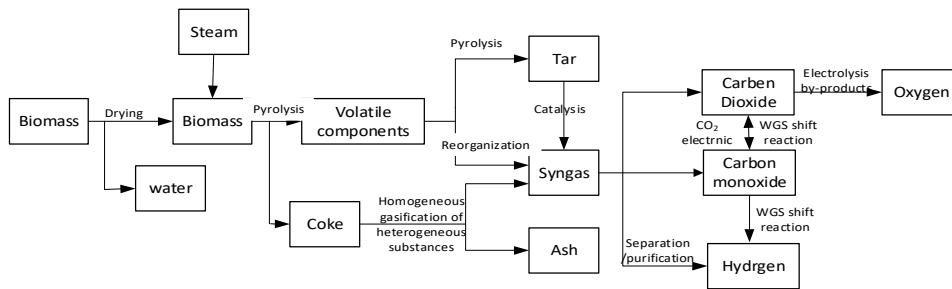 Steam
Pyrolysis
Tar
Carben
Dioxide
Electrolysis
by-products
Oxygen
Biomass
Drying
Biomass
Pyrolysis
Volatile
components
Catalysis
CO₂
electrnic
WGS shift
reaction
Reorganization
Syngas
Carbon
monoxide
water
Coke
Homogeneous
gasification of
heterogeneous
substances
WGS shift
reaction
Ash
Separation
/purification
Hydrgen